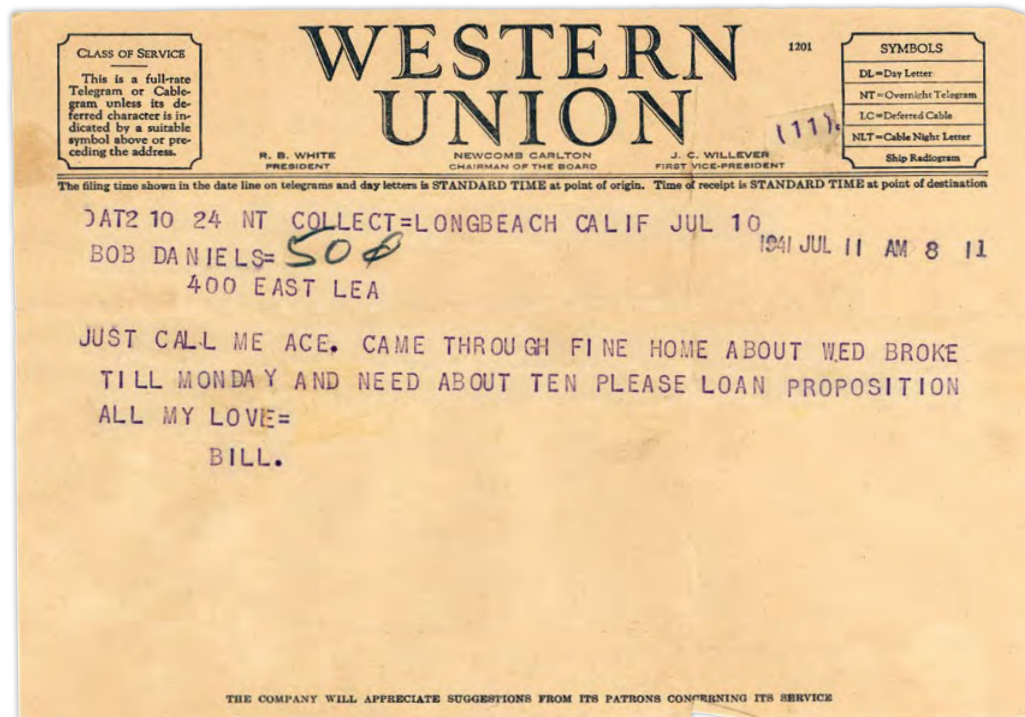 CLASS OF SERVICE
This is a full-rate
Telegram or Cable-
gram unless its de-
ferred character is in-
dicated by a suitable
symbol above or pre-
ceding the address.
WESTERN
UNION
1201
(11).
SYMBOLS
DL=Day Letter
NT=Overnight Telegram
LC=Deferred Cable
NLT=Cable Night Letter
Ship Radiogram
R. B. WHITE
PRESIDENT
NEWCOMB CARLTON
CHAIRMAN OF THE BOARD
J. C. WILLEVER
FIRST VICE-PRESIDENT
The filing time shown in the date line on telegrams and day letters is STANDARD TIME at point of origin. Time of receipt is STANDARD TIME at point of destination
DAT2 10 24 NT COLLECT=LONGBEACH CALIF JUL 10
1941 JUL 11 AM 8 11
BOB DANIELS= 50¢
400 EAST LEA
JUST CALL ME ACE. CAME THROUGH FINE HOME ABOUT WED BROKE
TILL MONDAY AND NEED ABOUT TEN PLEASE LOAN PROPOSITION
ALL MY LOVE=
BILL.
THE COMPANY WILL APPRECIATE SUGGESTIONS FROM ITS PATRONS CONCERNING ITS SERVICE